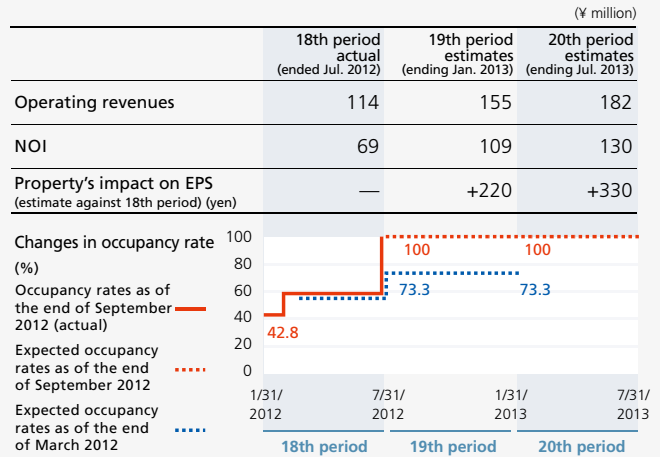 (¥ million)
18th period actual (ended Jul. 2012)
19th period estimates (ending Jan. 2013)
20th period estimates (ending Jul. 2013)
Operating revenues 114 155 182
NOI 69 109 130
Property's impact on EPS — +220 +330
(estimate against 18th period) (yen)
Changes in occupancy rate
(%)
Occupancy rates as of
the end of September
2012 (actual)
Expected occupancy
rates as of the end
of September 2012
Expected occupancy
rates as of the end
of March 2012
100
80
60
40
20
0
42.8
100
100
73.3
73.3
1/31/
2012
7/31/
2012
1/31/
2013
7/31/
2013
18th period 19th period 20th period